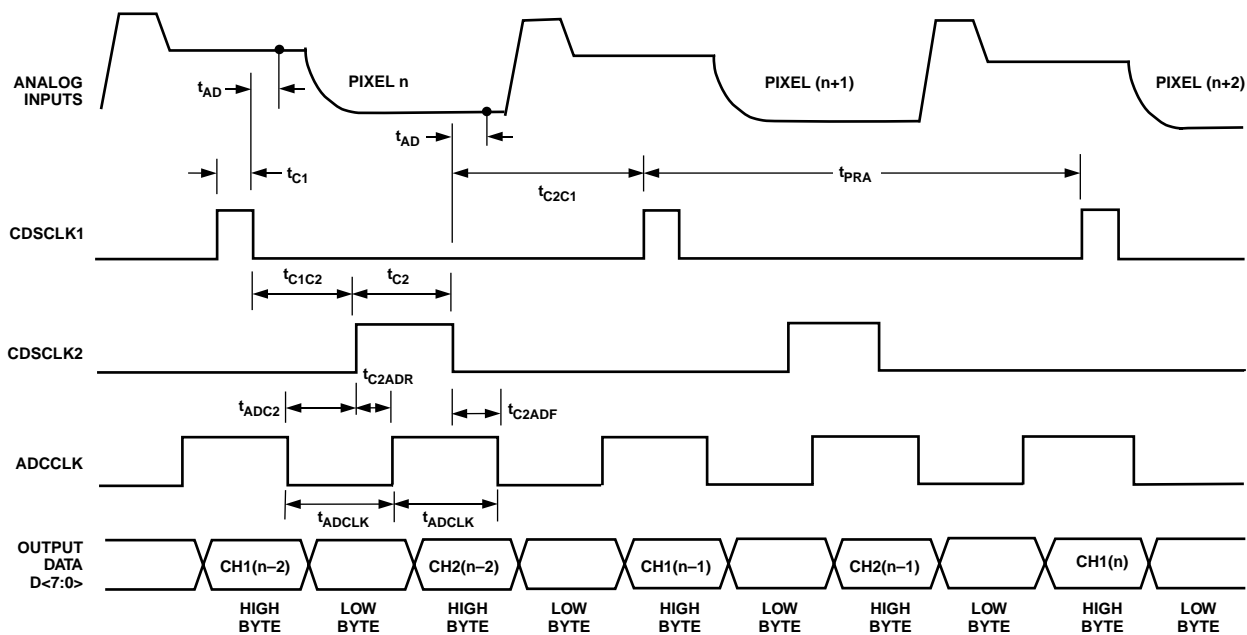 ANALOG
INPUTS
PIXEL n
PIXEL (n+1)
PIXEL (n+2)
tAD
tAD
tC1
tC2C1
tPRA
CDSCLK1
tC1C2
tC2
CDSCLK2
tC2ADR
tADC2
tC2ADF
ADCCLK
tADCLK
tADCLK
OUTPUT
DATA
D<7:0>
CH1(n–2)
CH2(n–2)
CH1(n–1)
CH2(n–1)
CH1(n)
HIGH
BYTE
LOW
BYTE
HIGH
BYTE
LOW
BYTE
HIGH
BYTE
LOW
BYTE
HIGH
BYTE
LOW
BYTE
HIGH
BYTE
LOW
BYTE